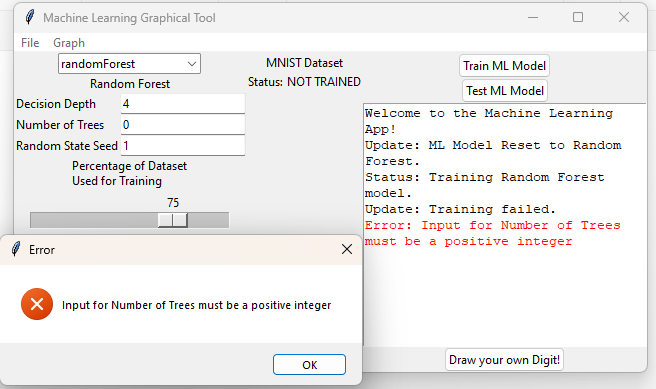 Machine Learning Graphical Tool
File Graph
randomForest
Random Forest
Decision Depth 4
Number of Trees 0
Random State Seed 1
Percentage of Dataset
Used for Training
75
MNIST Dataset
Status: NOT TRAINED
Train ML Model
Test ML Model
Welcome to the Machine Learning
App!
Update: ML Model Reset to Random
Forest.
Status: Training Random Forest
model.
Update: Training failed.
Error: Input for Number of Trees
must be a positive integer
Draw your own Digit!
Error
Input for Number of Trees must be a positive integer
OK